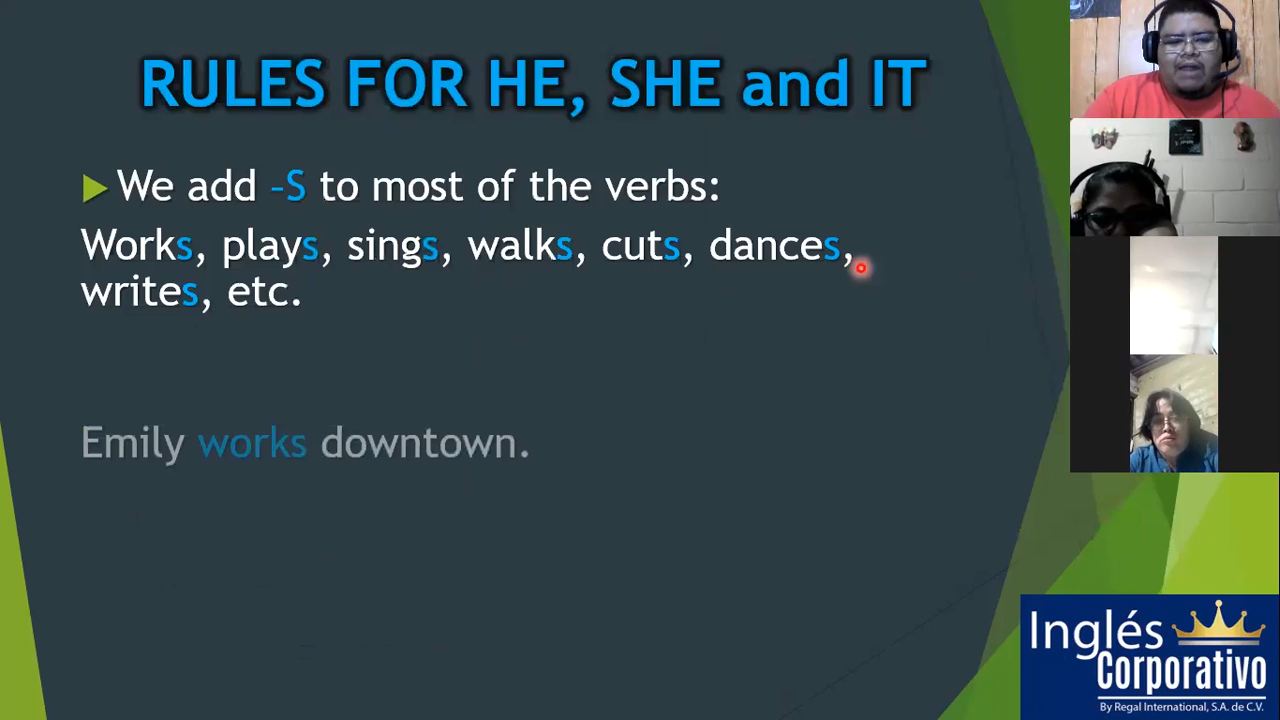 RULES FOR HE, SHE and IT
We add –S to most of the verbs:
Works, plays, sings, walks, cuts, dances,
writes, etc.
Emily works downtown.
Inglés
Corporativo
By Regal International, S.A. de C.V.